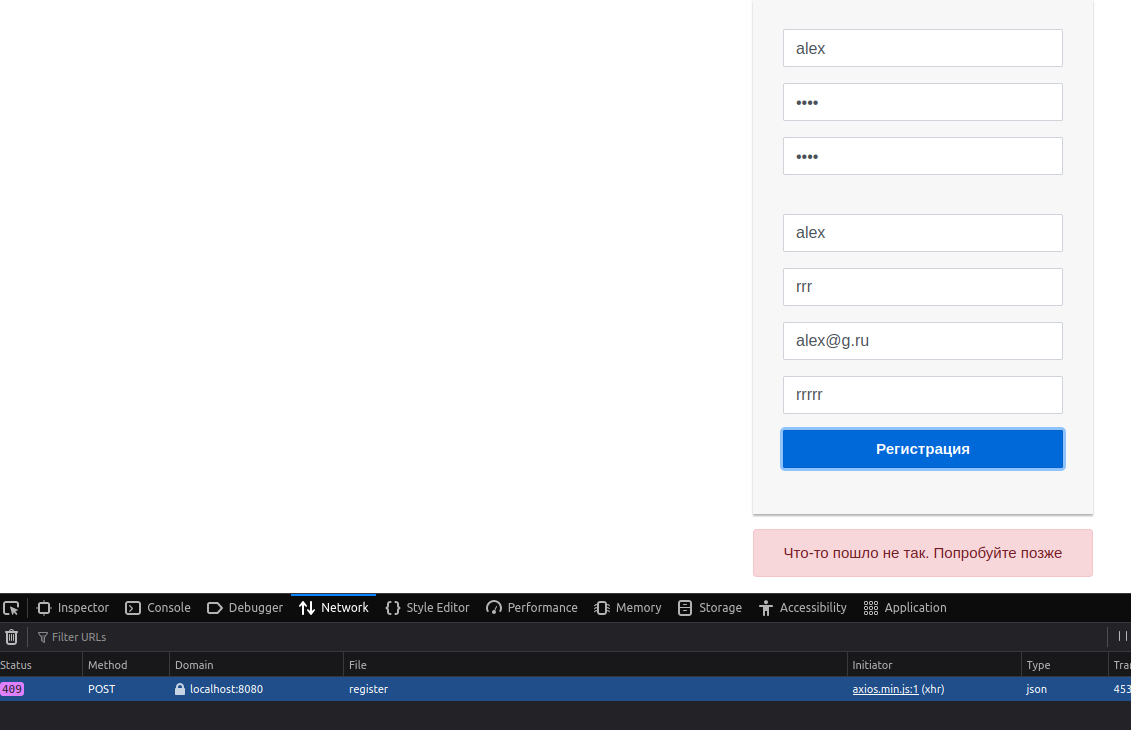 alex
••••
••••
alex
rrr
alex@g.ru
rrrrr
Регистрация
Что-то пошло не так. Попробуйте позже
Inspector Console Debugger Network Style Editor Performance Memory Storage Accessibility Application
Filter URLs
Status Method Domain File Initiator Type Tra
409 POST localhost:8080 register axios.min.js:1 (xhr) json 453